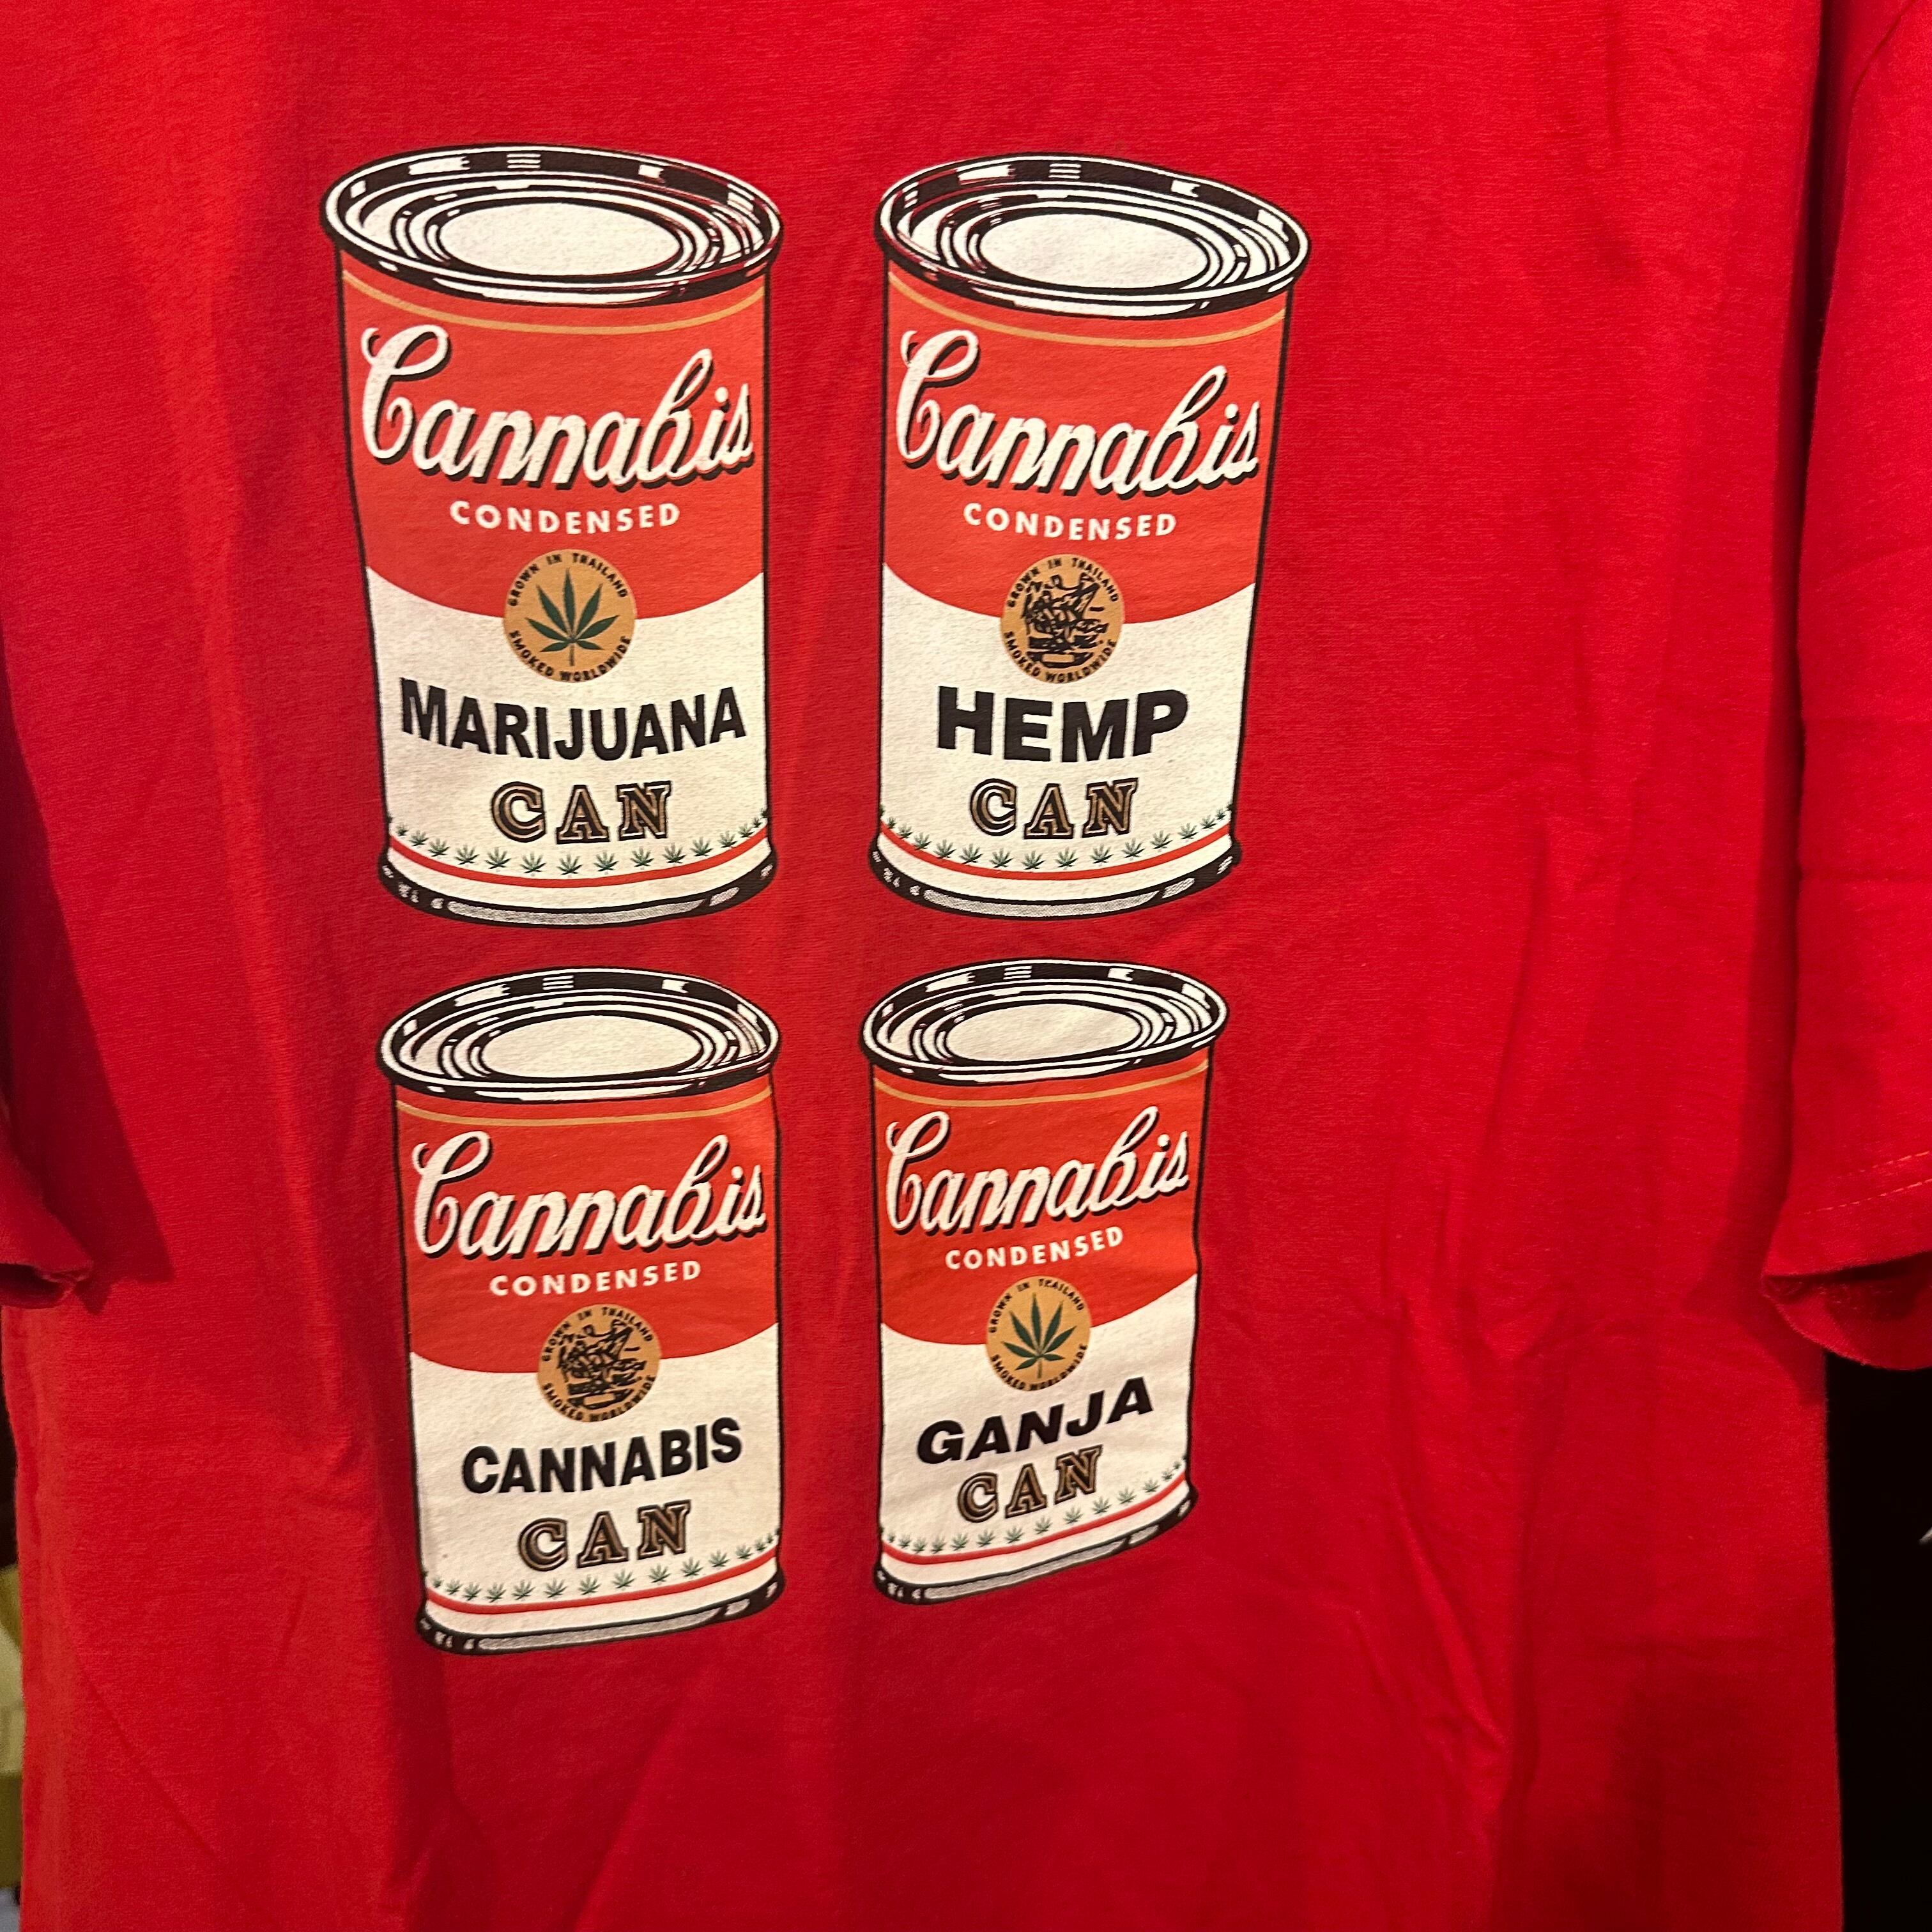 Cannabis
CONDENSED
GROWN IN THAILAND
SMOKED WORLDWIDE
MARIJUANA
CAN
Cannabis
CONDENSED
GROWN IN THAILAND
SMOKED WORLDWIDE
HEMP
CAN
Cannabis
CONDENSED
GROWN IN THAILAND
SMOKED WORLDWIDE
CANNABIS
CAN
Cannabis
CONDENSED
GROWN IN THAILAND
SMOKED WORLDWIDE
GANJA
CAN